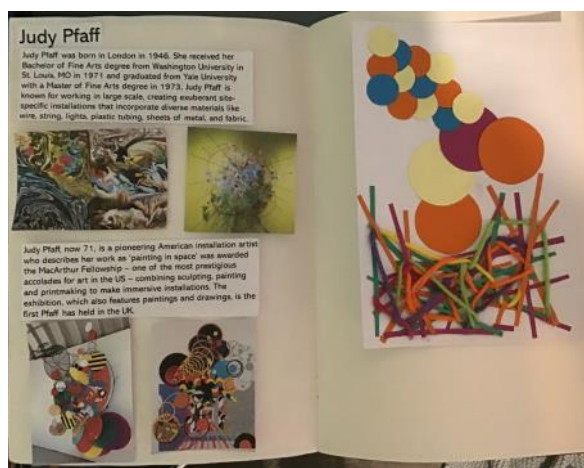 Judy Pfaff
Judy Pfaff was born in London in 1946. She received her
Bachelor of Fine Arts degree from Washington University in
St. Louis, MO in 1971 and graduated from Yale University
with a Master of Fine Arts degree in 1973. Judy Pfaff is
known for working in large scale, creating exuberant site-
specific installations that incorporate diverse materials like
wire, string, lights, plastic tubing, sheets of metal, and fabric.
Judy Pfaff, now 71, is a pioneering American installation artist
who describes her work as 'painting in space' was awarded
the MacArthur Fellowship – one of the most prestigious
accolades for art in the US – combining sculpting, painting
and printmaking to make immersive installations. The
exhibition, which also features paintings and drawings, is the
first Pfaff has held in the UK.